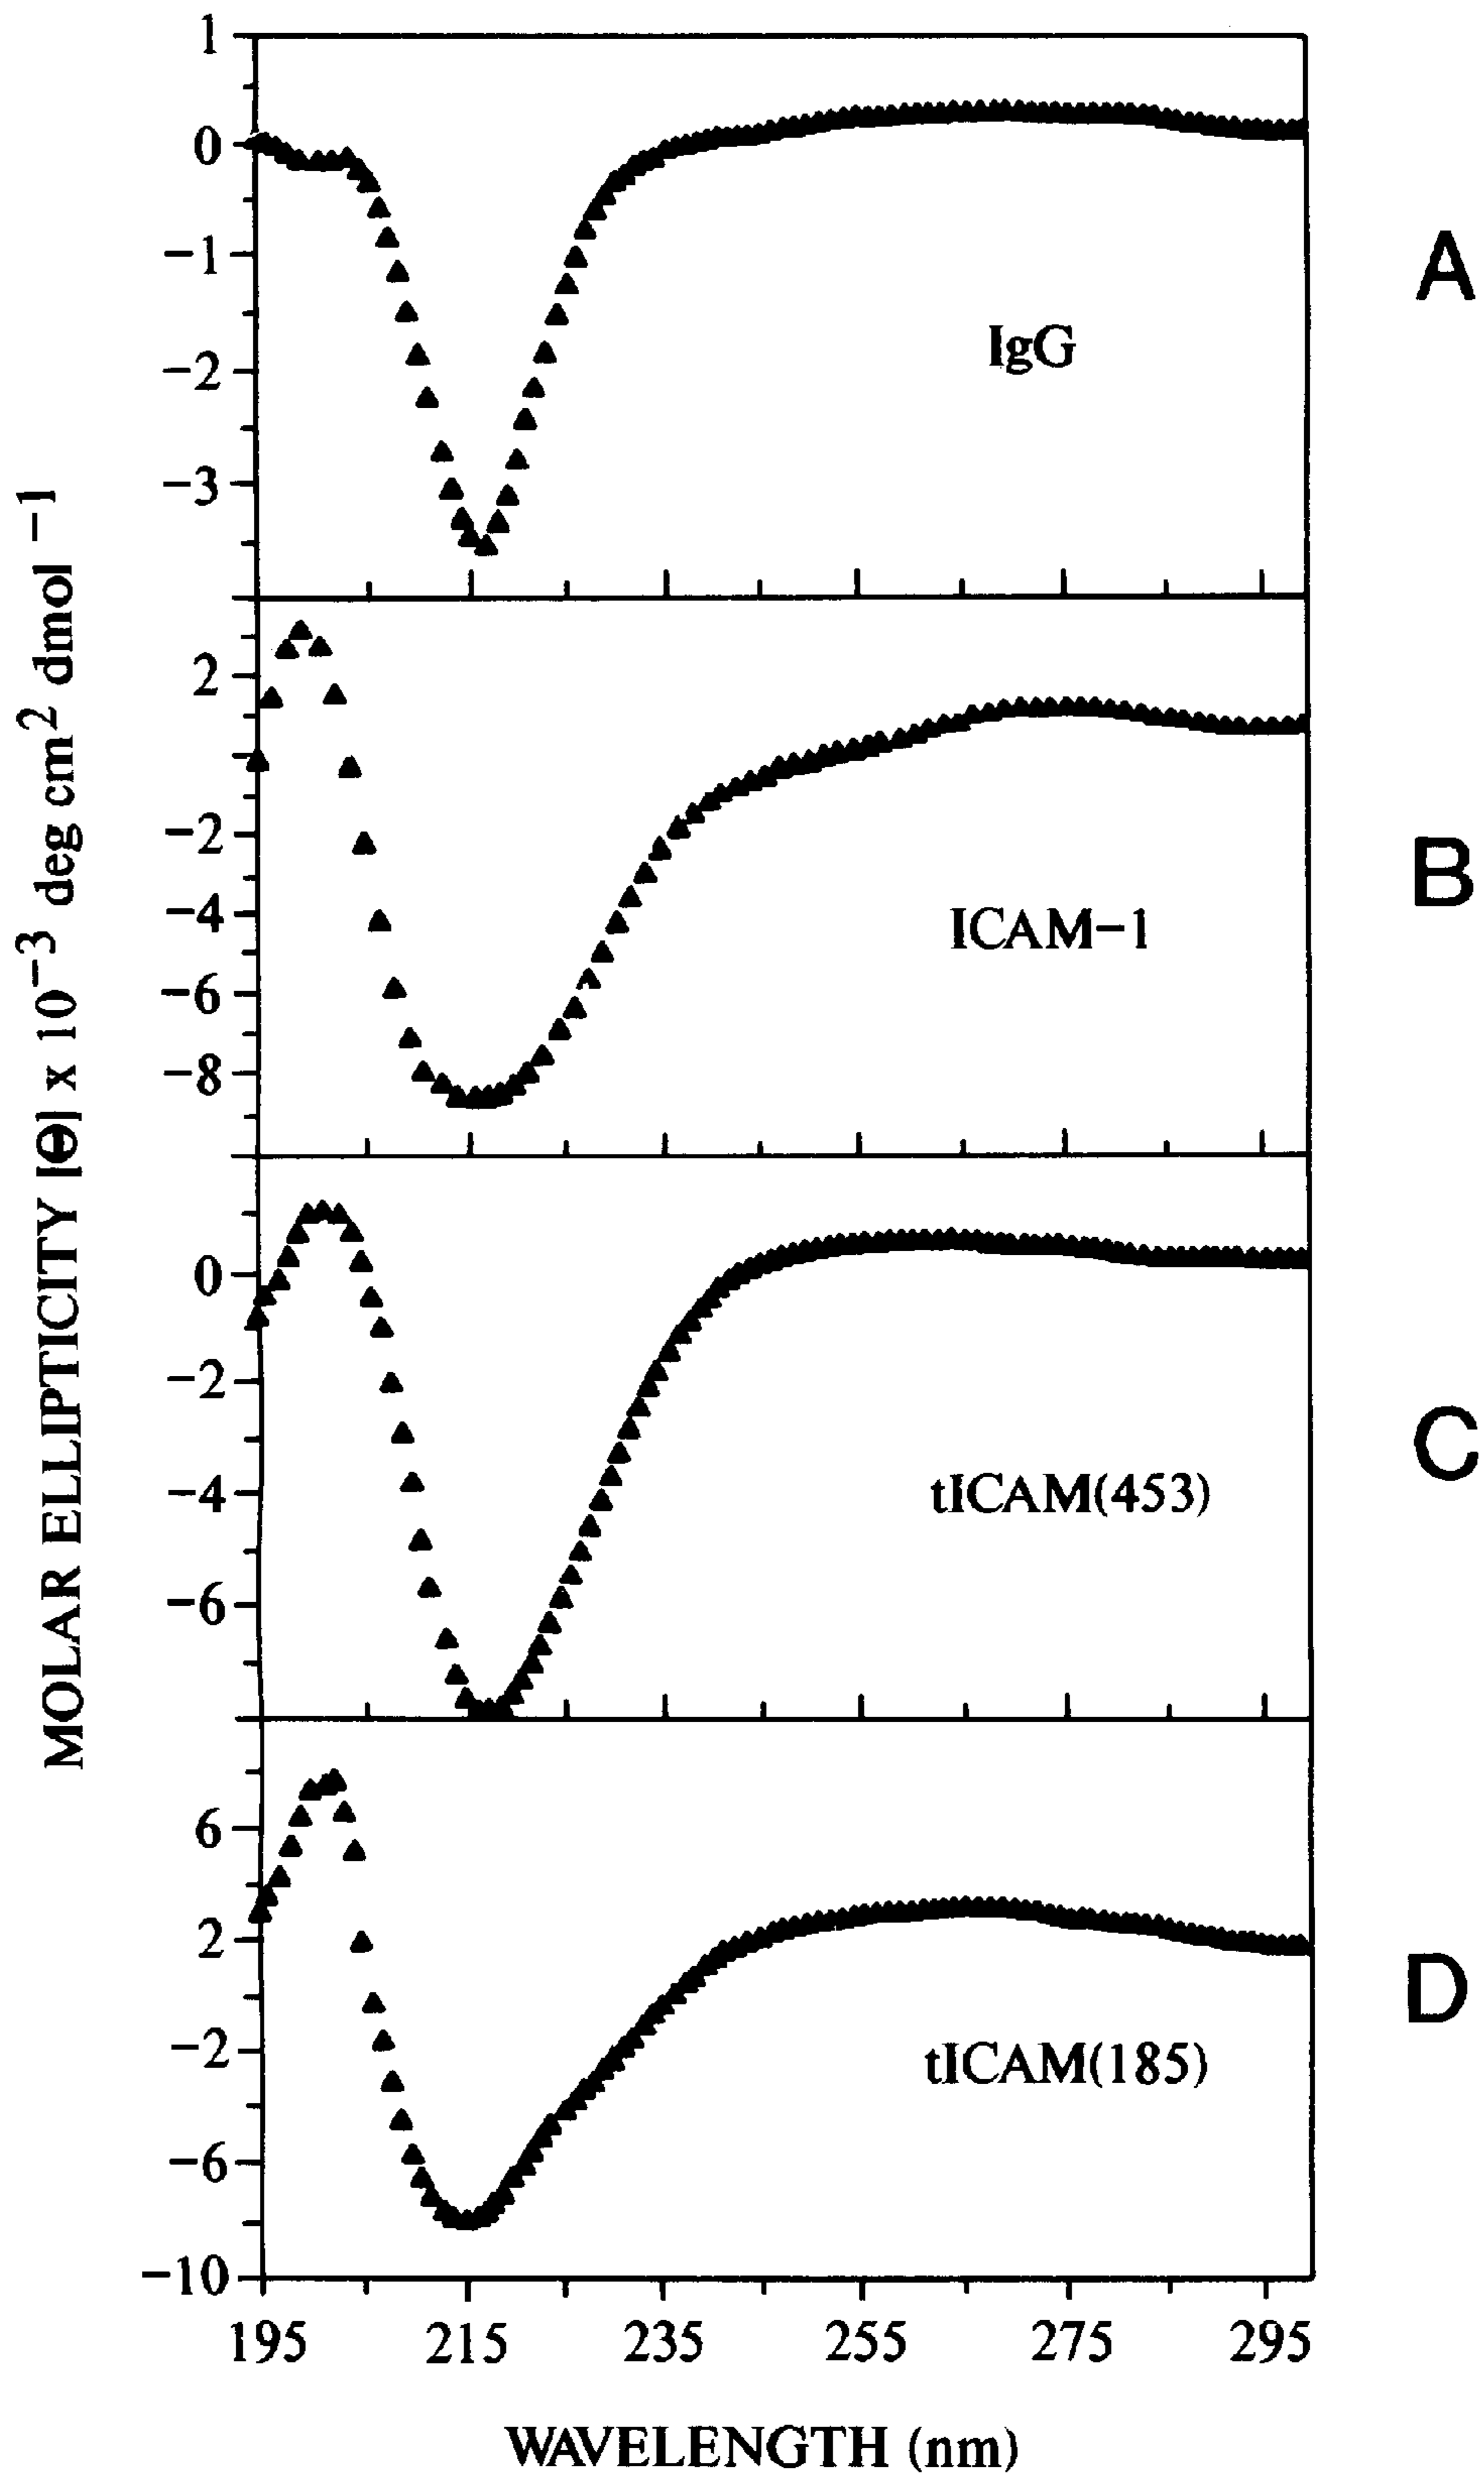 MOLAR ELLIPTICITY [Θ] x 10⁻³ deg cm² dmol ⁻¹
1
0
−1
−2
−3
IgG
A
2
−2
−4
−6
−8
ICAM−1
B
0
−2
−4
−6
tICAM(453)
C
6
2
−2
−6
−10
tICAM(185)
D
195 215 235 255 275 295
WAVELENGTH (nm)